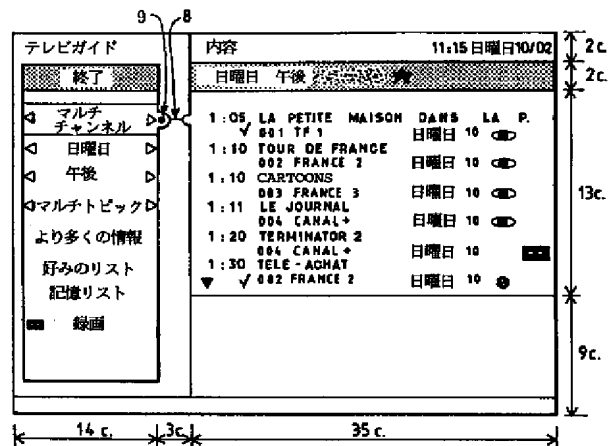 9 8
テレビガイド
内容 11:15 日曜日10/02
2c.
終了
日曜日 午後
2c.
マルチ
チャンネル
日曜日
午後
マルチトピック
より多くの情報
好みのリスト
記憶リスト
録画
1:05 LA PETITE MAISON DANS LA P.
✓ 001 TF 1 日曜日 10
1:10 TOUR DE FRANCE
002 FRANCE 2 日曜日 10
1:10 CARTOONS
003 FRANCE 3 日曜日 10
1:11 LE JOURNAL
004 CANAL+ 日曜日 10
1:20 TERMINATOR 2
004 CANAL+ 日曜日 10
1:30 TELE-ACHAT
▼ ✓ 002 FRANCE 2 日曜日 10
13c.
9c.
14 c. 3c. 35 c.